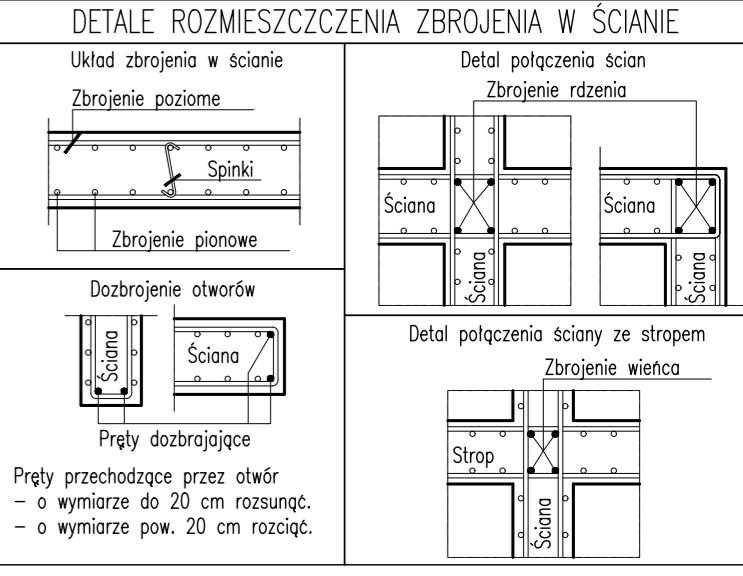 DETALE ROZMIESZCZCZENIA ZBROJENIA W ŚCIANIE
Układ zbrojenia w ścianie
Zbrojenie poziome
Spinki
Zbrojenie pionowe
Dozbrojenie otworów
Ściana
Ściana
Pręty dozbrajające
Pręty przechodzące przez otwór
– o wymiarze do 20 cm rozsunąć.
– o wymiarze pow. 20 cm rozciąć.
Detal połączenia ścian
Zbrojenie rdzenia
Ściana
Ściana
Ściana
Ściana
Detal połączenia ściany ze stropem
Zbrojenie wieńca
Strop
Ściana